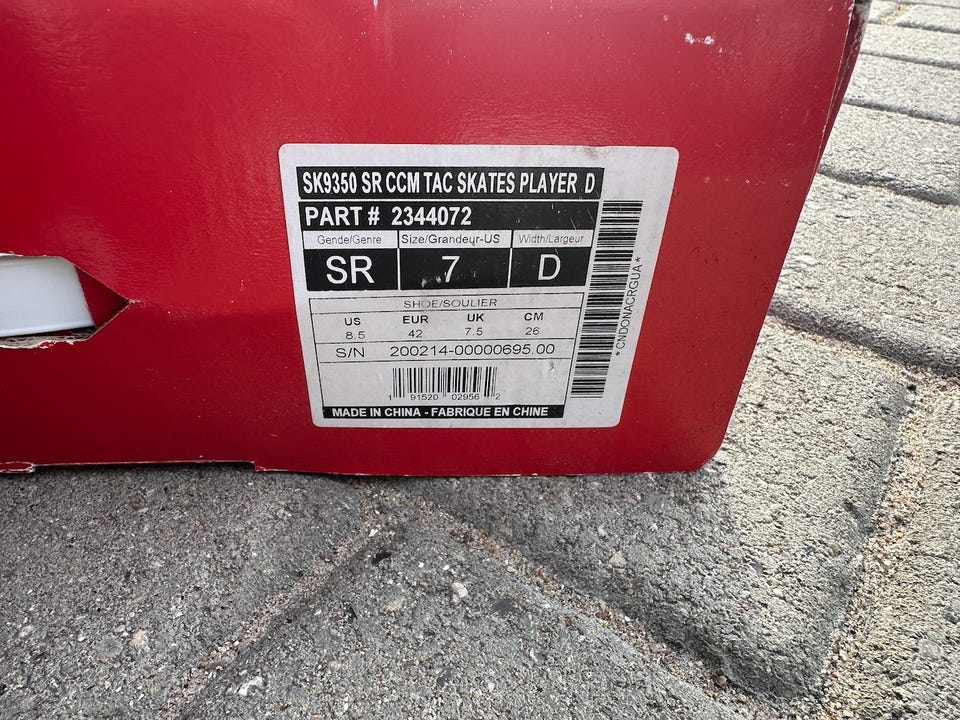 SK9350 SR CCM TAC SKATES PLAYER D
PART # 2344072
Gende/Genre Size/Grandeur-US Width/Largeur
SR 7 D
SHOE/SOULIER
US EUR UK CM
8.5 42 7.5 26
S/N 200214-00000695.00
1 91520 02956 2
MADE IN CHINA - FABRIQUE EN CHINE
*CNDONACRGUA*